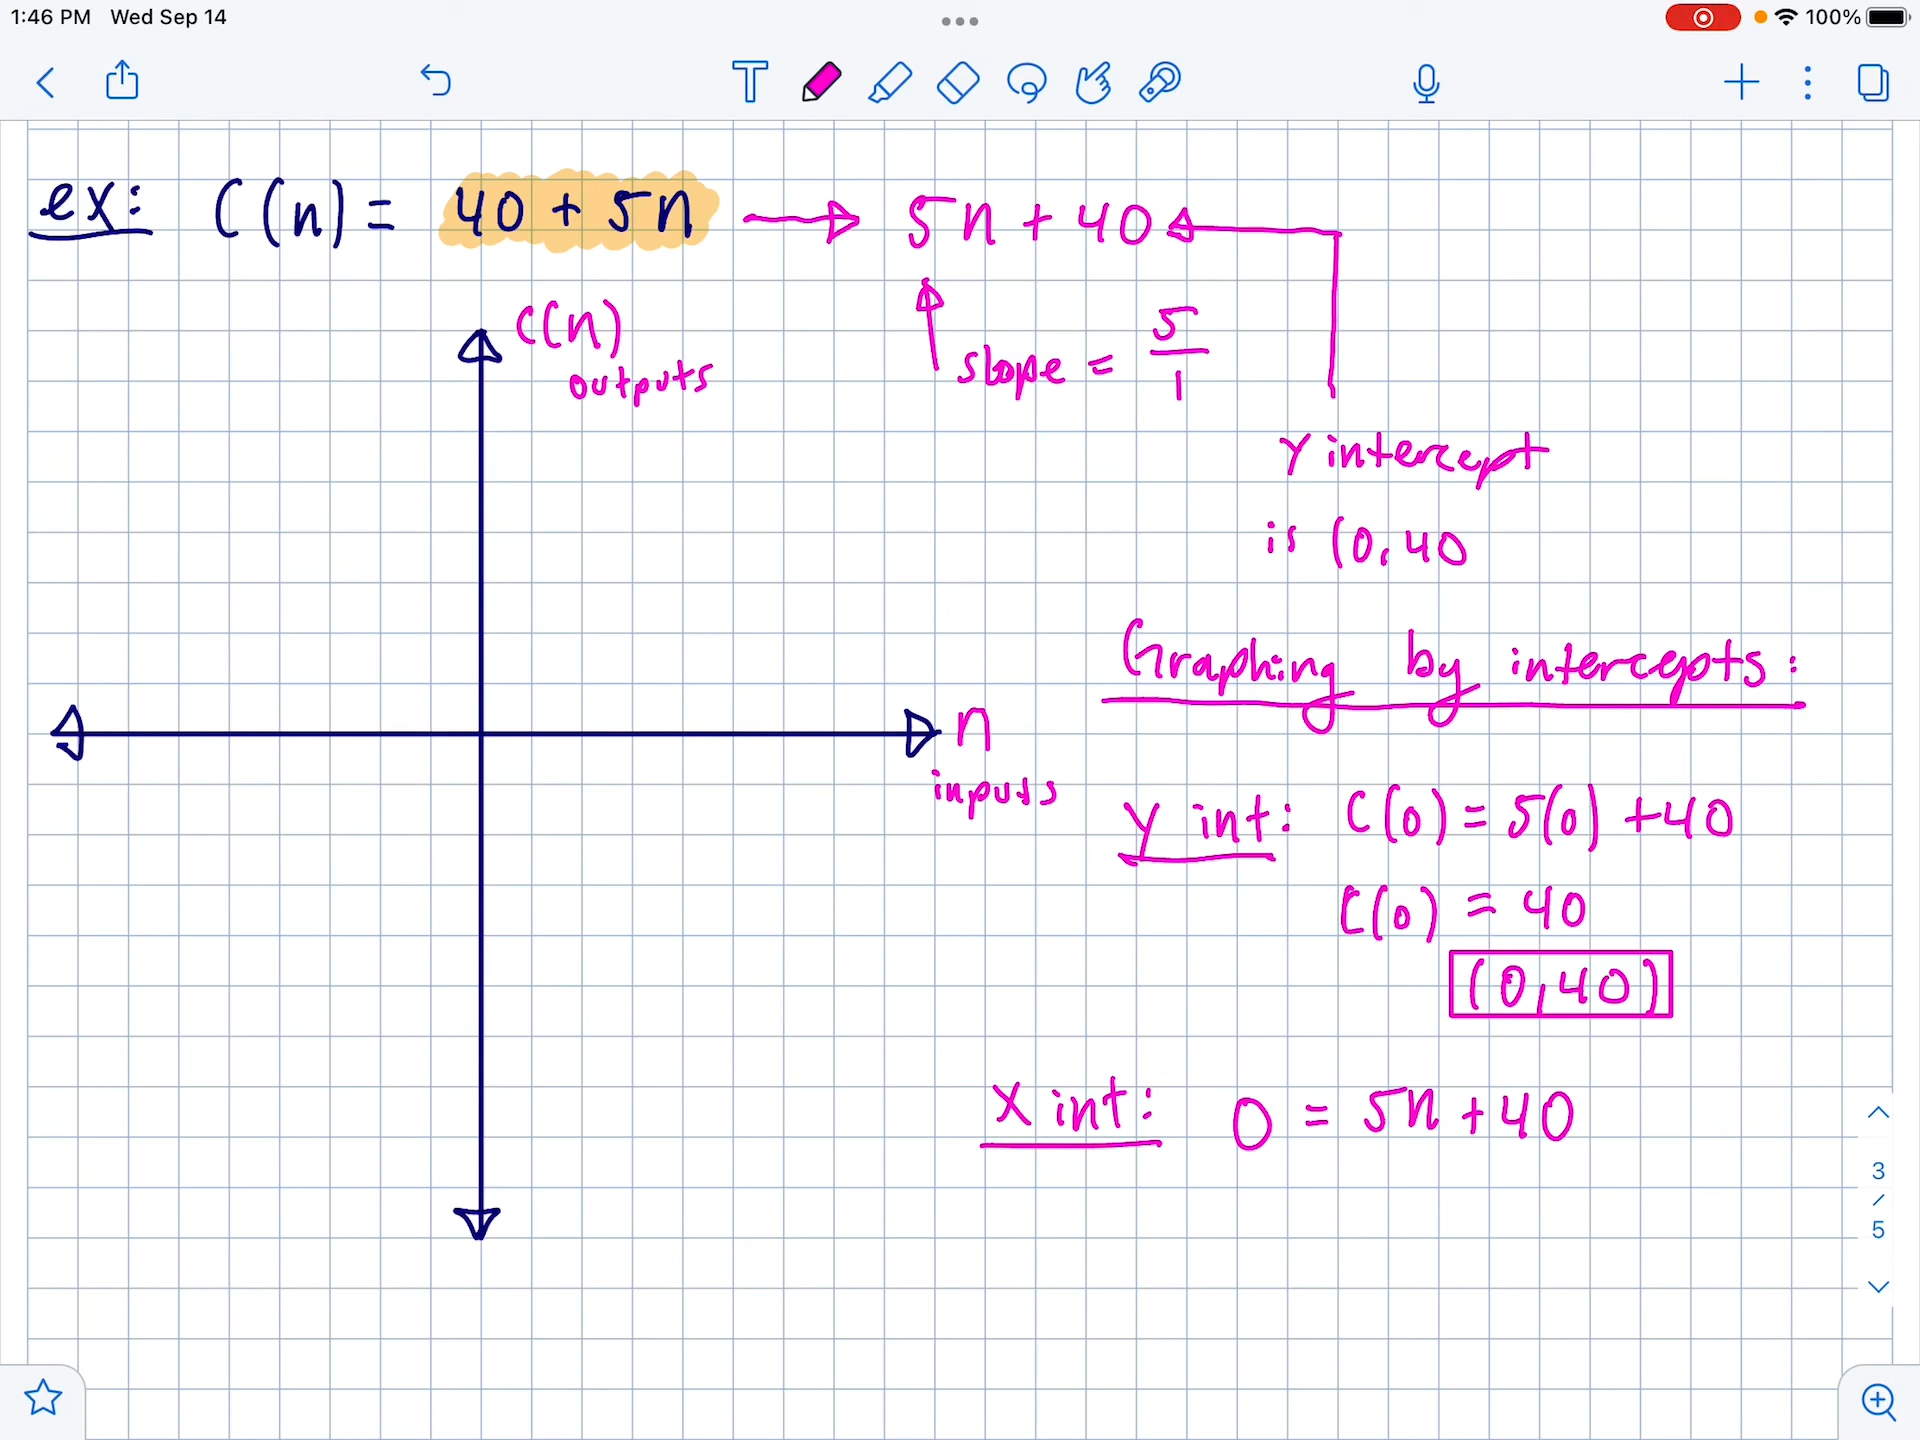 1:46 PM Wed Sep 14
100%
T
ex: C(n) = 40 + 5n → 5n + 40
C(n)
outputs
slope = 5/1
y intercept
is (0,40
Graphing by intercepts:
n
inputs
y int: C(0) = 5(0) + 40
C(0) = 40
(0,40)
x int: 0 = 5n + 40
3
/
5